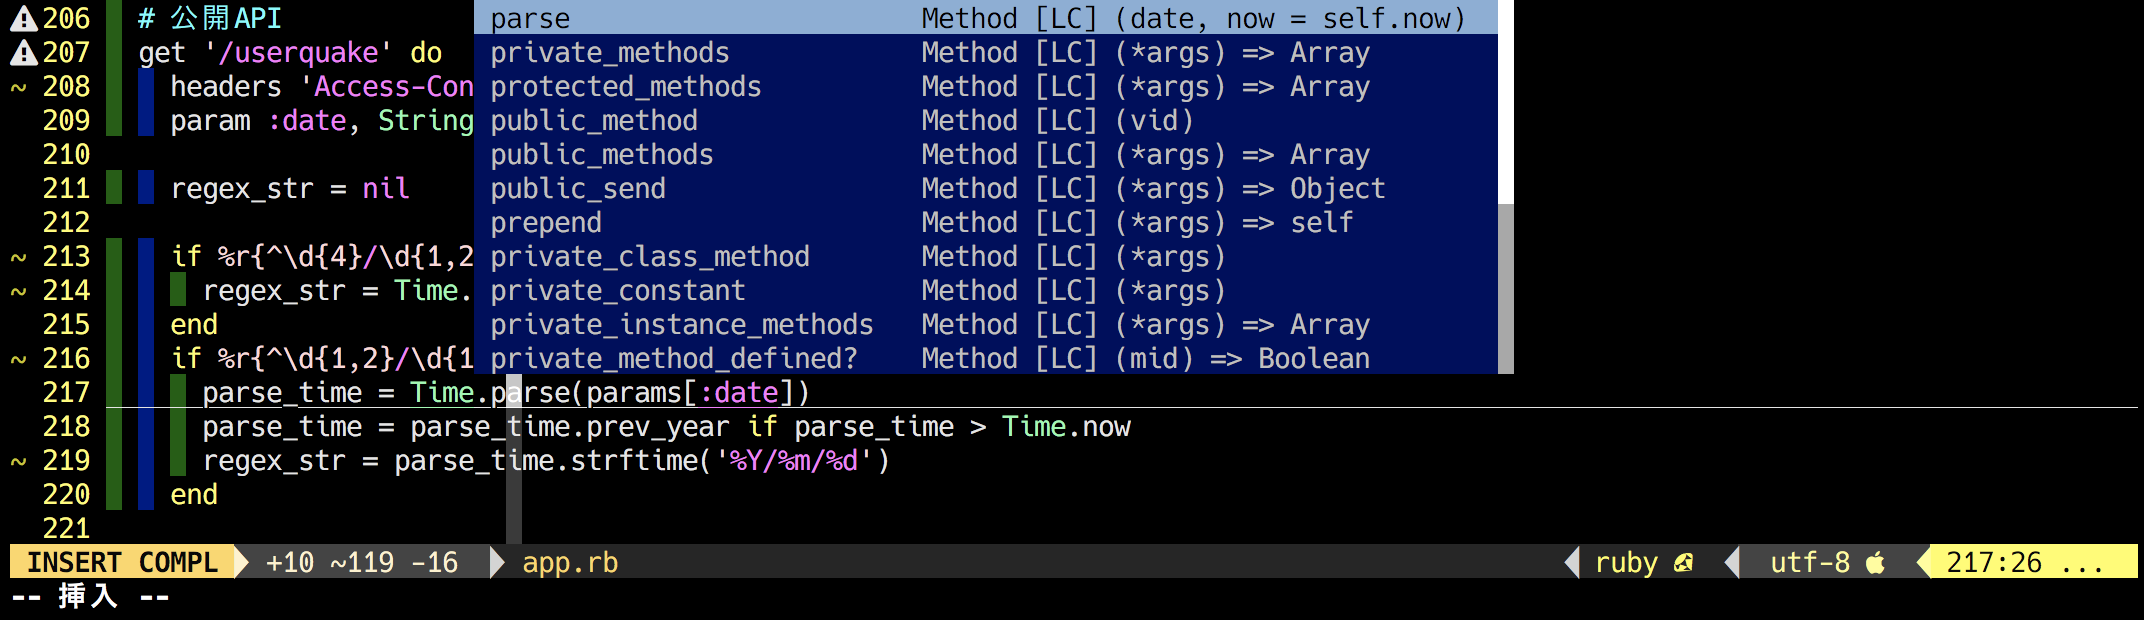 206 # 公開API parse Method [LC] (date, now = self.now)
207 get '/userquake' do private_methods Method [LC] (*args) => Array
~ 208 headers 'Access-Con protected_methods Method [LC] (*args) => Array
209 param :date, String public_method Method [LC] (vid)
210 public_methods Method [LC] (*args) => Array
211 regex_str = nil public_send Method [LC] (*args) => Object
212 prepend Method [LC] (*args) => self
~ 213 if %r{^\d{4}/\d{1,2 private_class_method Method [LC] (*args)
~ 214 regex_str = Time. private_constant Method [LC] (*args)
215 end private_instance_methods Method [LC] (*args) => Array
~ 216 if %r{^\d{1,2}/\d{1 private_method_defined? Method [LC] (mid) => Boolean
217 parse_time = Time.parse(params[:date])
218 parse_time = parse_time.prev_year if parse_time > Time.now
~ 219 regex_str = parse_time.strftime('%Y/%m/%d')
220 end
221
INSERT COMPL +10 ~119 -16 app.rb ruby utf-8 217:26 ...
-- 挿入 --